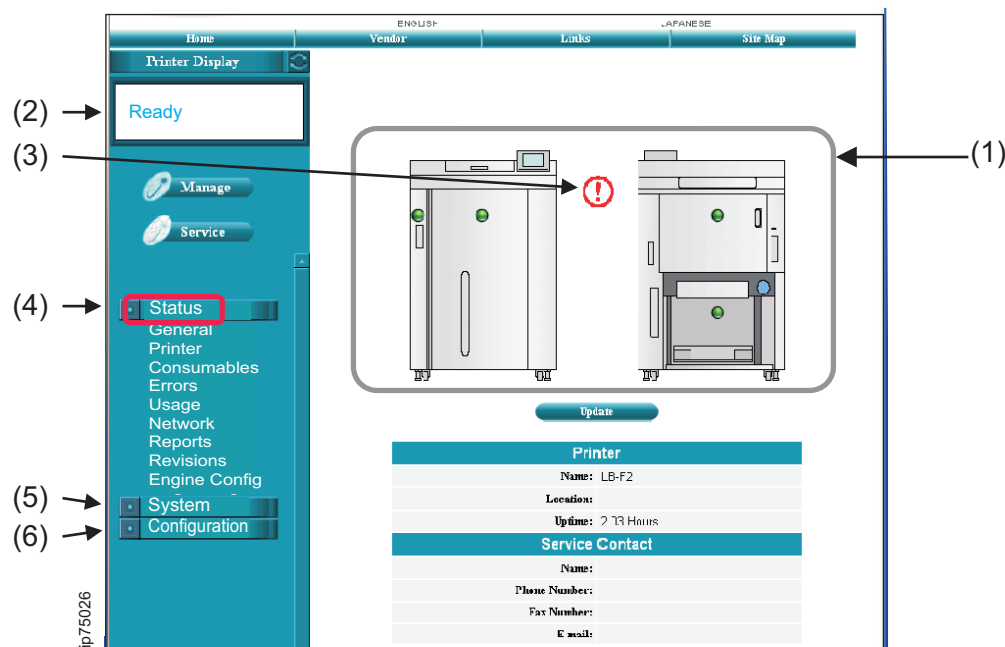 ENGLISH JAPANESE
Home Vendor Links Site Map
Printer Display
(2) Ready
(3)
(1)
Manage
Service
(4) Status
General
Printer
Consumables
Errors
Usage
Network
Reports
Revisions
Engine Config
(5) System
(6) Configuration
Update
Printer
Name: LB-F2
Location:
Uptime: Hours
Service Contact
Name:
Phone Number:
Fax Number:
E-mail:
ip75026